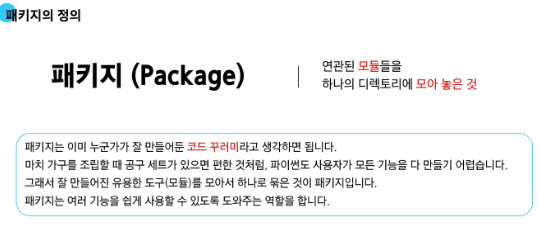 패키지의 정의
패키지 (Package)
연관된 모듈들을
하나의 디렉토리에 모아 놓은 것
패키지는 이미 누군가가 잘 만들어둔 코드 꾸러미라고 생각하면 됩니다.
마치 가구를 조립할 때 공구 세트가 있으면 편한 것처럼, 파이썬도 사용자가 모든 기능을 다 만들기 어렵습니다.
그래서 잘 만들어진 유용한 도구(모듈)를 모아서 하나로 묶은 것이 패키지입니다.
패키지는 여러 기능을 쉽게 사용할 수 있도록 도와주는 역할을 합니다.